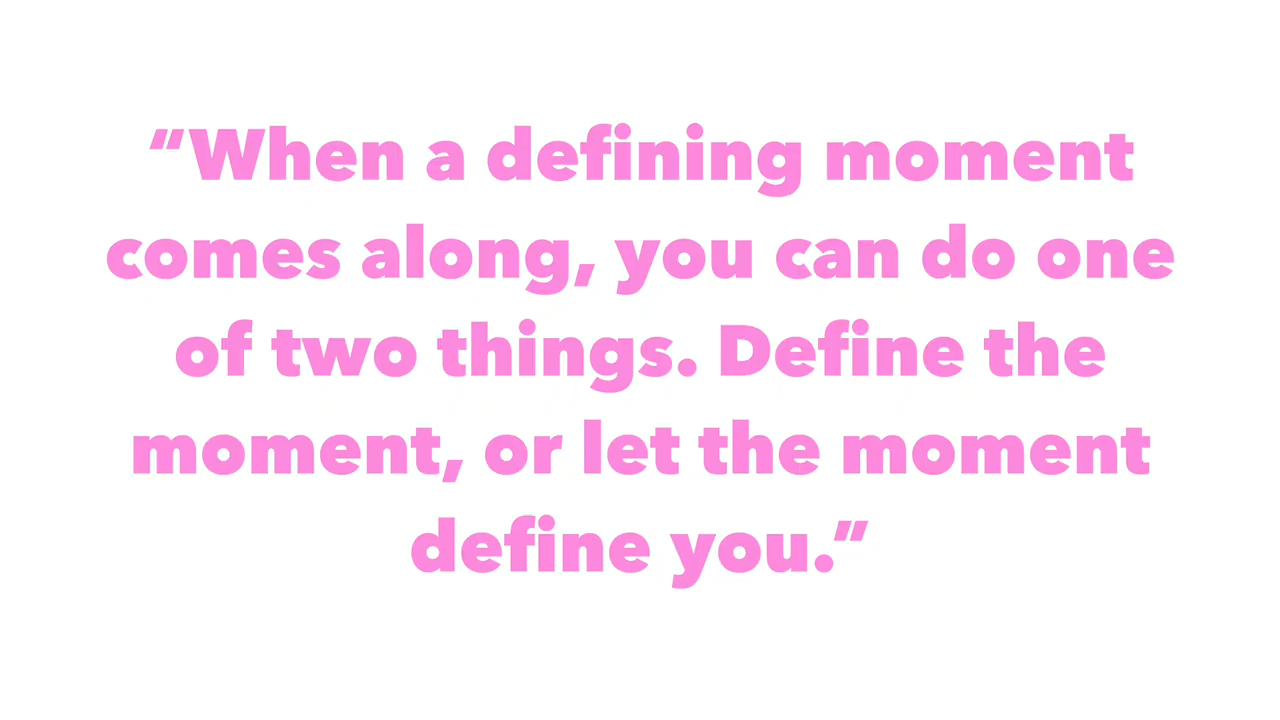 “When a defining moment
comes along, you can do one
of two things. Define the
moment, or let the moment
define you.”